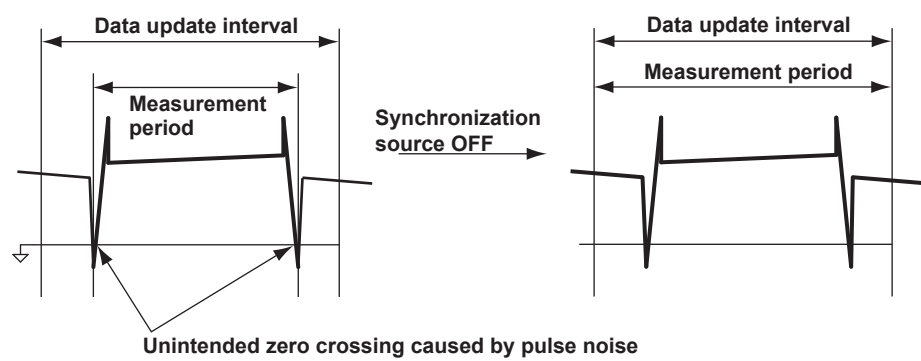 Data update interval
Measurement
period
Synchronization
source OFF
Data update interval
Measurement period
Unintended zero crossing caused by pulse noise